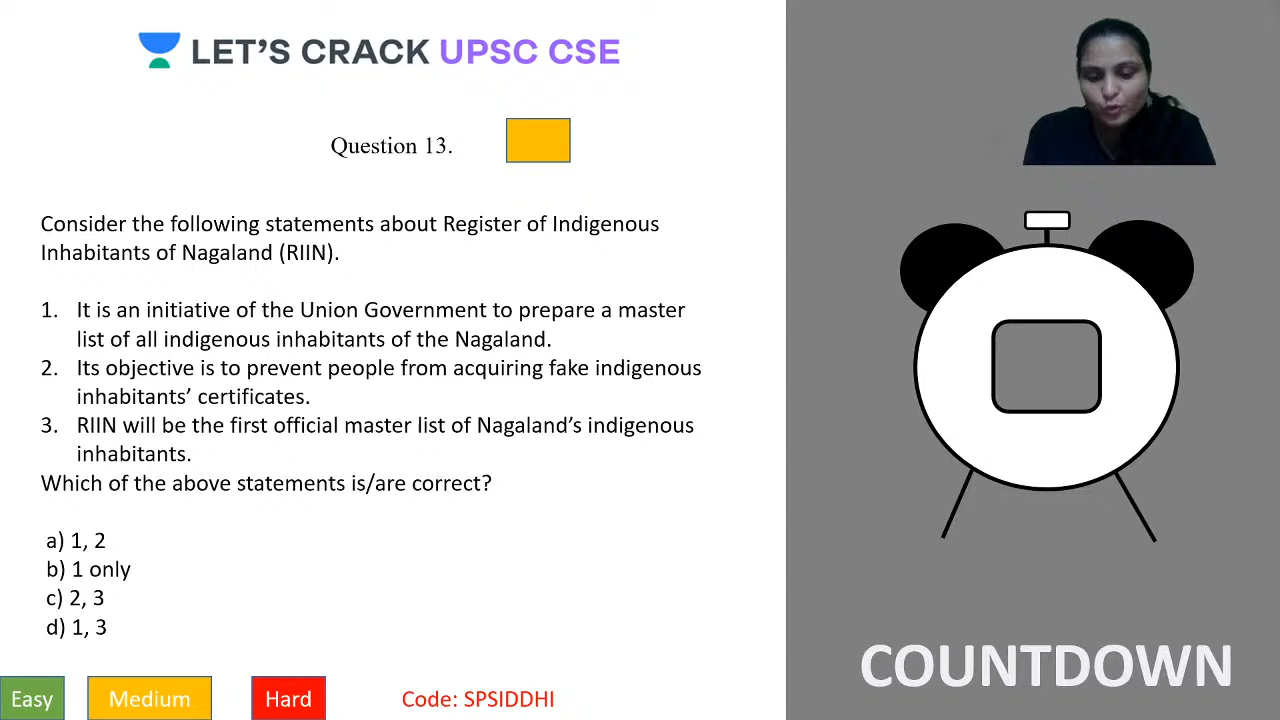 LET'S CRACK UPSC CSE
Question 13.
Consider the following statements about Register of Indigenous
Inhabitants of Nagaland (RIIN).
1. It is an initiative of the Union Government to prepare a master
list of all indigenous inhabitants of the Nagaland.
2. Its objective is to prevent people from acquiring fake indigenous
inhabitants’ certificates.
3. RIIN will be the first official master list of Nagaland’s indigenous
inhabitants.
Which of the above statements is/are correct?
a) 1, 2
b) 1 only
c) 2, 3
d) 1, 3
Easy Medium Hard Code: SPSIDDHI
COUNTDOWN